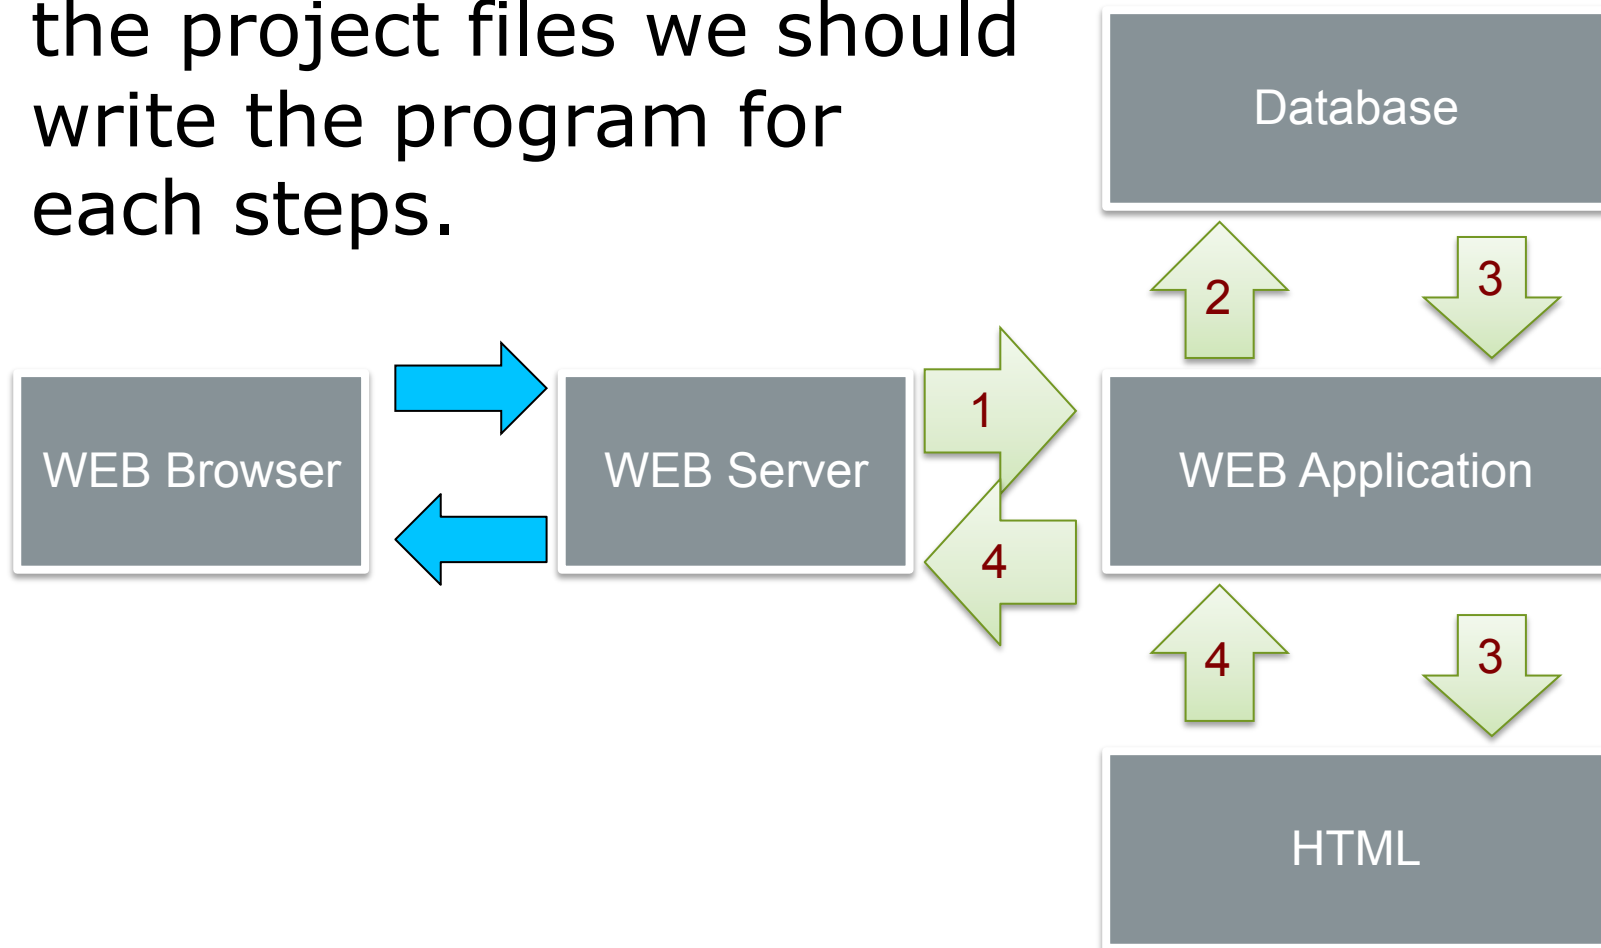 the project files we should
write the program for
each steps.
Database
2
3
WEB Browser
WEB Server
1
WEB Application
4
4
3
HTML